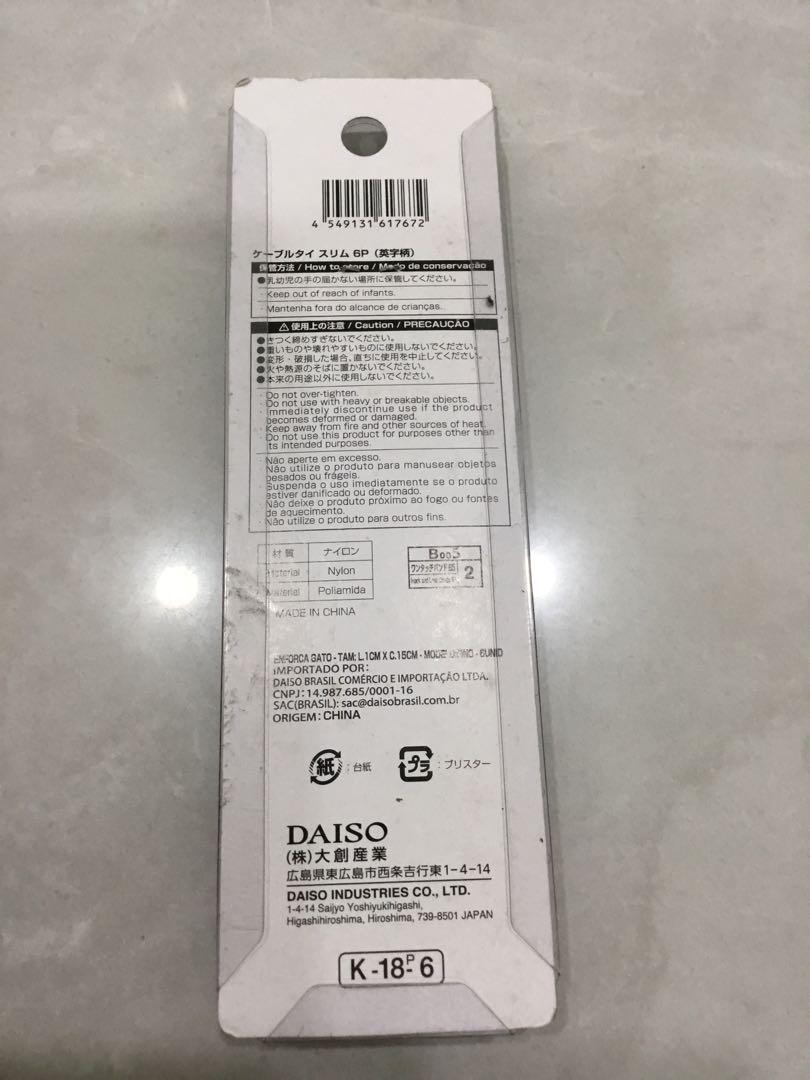 4 549131 617672
ケーブルタイ スリム 6P (英字柄)
保管方法 / How to store / Modo de conservação
●乳幼児の手の届かない場所に保管してください。
· Keep out of reach of infants.
· Mantenha fora do alcance de crianças.
⚠ 使用上の注意 / Caution / PRECAUÇÃO
●きつく締めすぎないでください。
●重いものや壊れやすいものに使用しないでください。
●変形・破損した場合、直ちに使用を中止してください。
●火や熱源のそばに置かないでください。
●本来の用途以外に使用しないでください。
· Do not over-tighten.
· Do not use with heavy or breakable objects.
· Immediately discontinue use if the product
becomes deformed or damaged.
· Keep away from fire and other sources of heat.
· Do not use this product for purposes other than
its intended purposes.
· Não aperte em excesso.
· Não utilize o produto para manusear objetos
pesados ou frágeis.
· Suspenda o uso imediatamente se o produto
estiver danificado ou deformado.
· Não deixe o produto próximo ao fogo ou fontes
de aquecimento.
· Não utilize o produto para outros fins.
材質 ナイロン
Material Nylon
Material Poliamida
2
MADE IN CHINA
ENFORCA GATO - TAM: L.1CM X C.15CM -
IMPORTADO POR:
DAISO BRASIL COMÉRCIO E IMPORTAÇÃO LTDA.
CNPJ: 14.987.685/0001-16
SAC(BRASIL): sac@daisobrasil.com.br
ORIGEM: CHINA
紙 : 台紙 プラ : ブリスター
DAISO
(株)大創産業
広島県東広島市西条吉行東1-4-14
DAISO INDUSTRIES CO., LTD.
1-4-14 Saijyo Yoshiyukihigashi,
Higashihiroshima, Hiroshima, 739-8501 JAPAN
K-18-P6